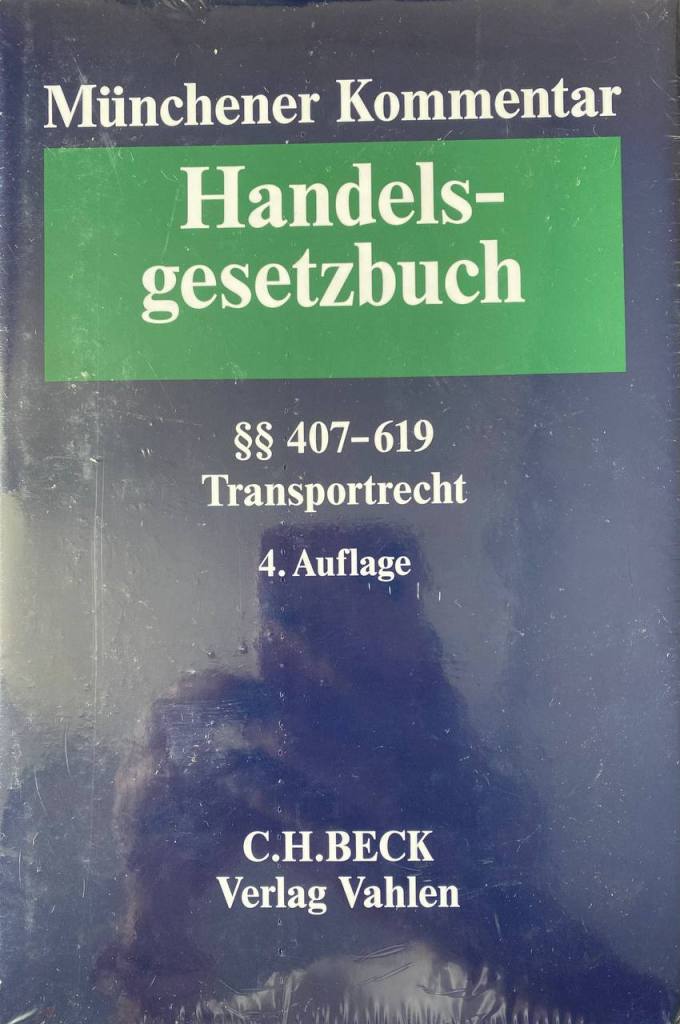 Münchener Kommentar
Handels-
gesetzbuch
§§ 407–619
Transportrecht
4. Auflage
C.H.BECK
Verlag Vahlen